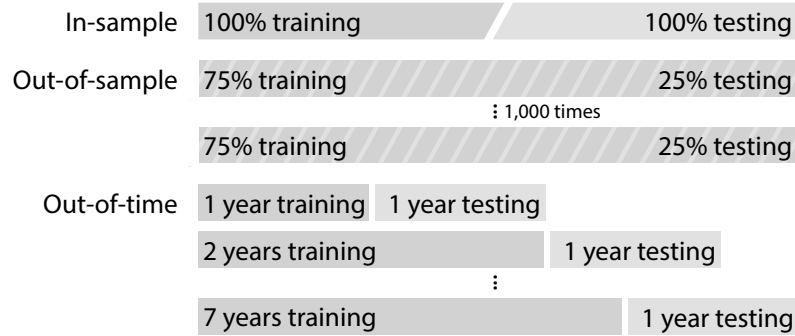 In-sample 100% training 100% testing
Out-of-sample 75% training 25% testing
⋮ 1,000 times
75% training 25% testing
Out-of-time 1 year training 1 year testing
2 years training 1 year testing
⋮
7 years training 1 year testing